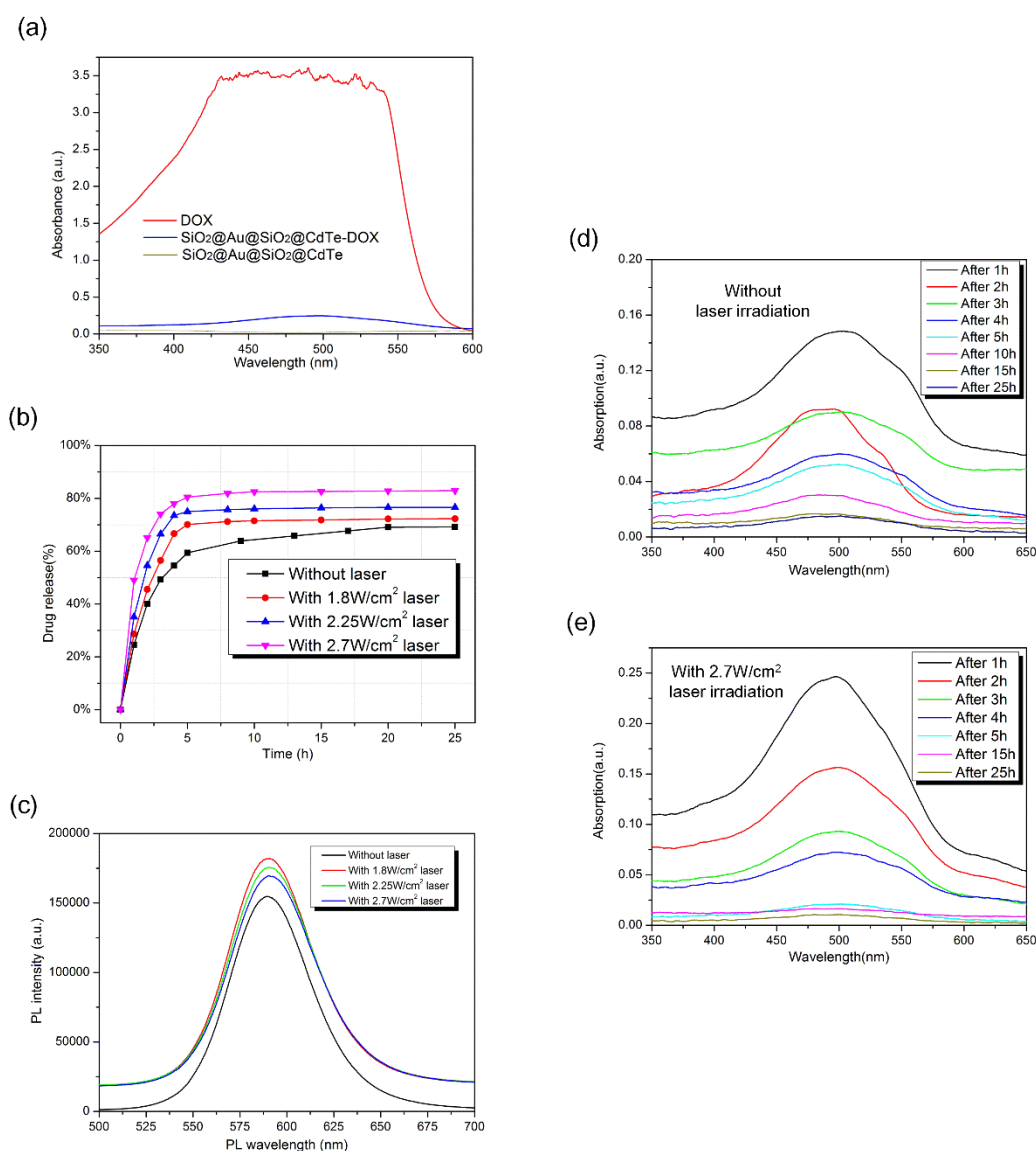 (a)
3.5
3.0
2.5
2.0
1.5
1.0
0.5
0.0
Absorbance (a.u.)
DOX
SiO₂@Au@SiO₂@CdTe-DOX
SiO₂@Au@SiO₂@CdTe
350 400 450 500 550 600
Wavelength (nm)
(b)
100%
80%
60%
40%
20%
0%
Drug release(%)
Without laser
With 1.8W/cm² laser
With 2.25W/cm² laser
With 2.7W/cm² laser
0 5 10 15 20 25
Time (h)
(c)
200000
150000
100000
50000
0
PL intensity (a.u.)
Without laser
With 1.8W/cm² laser
With 2.25W/cm² laser
With 2.7W/cm² laser
500 525 550 575 600 625 650 675 700
PL wavelength (nm)
(d)
0.20
0.16
0.12
0.08
0.04
0.00
Absorption(a.u.)
Without
laser irradiation
After 1h
After 2h
After 3h
After 4h
After 5h
After 10h
After 15h
After 25h
350 400 450 500 550 600 650
Wavelength(nm)
(e)
0.25
0.20
0.15
0.10
0.05
0.00
Absorption(a.u.)
With 2.7W/cm²
laser irradiation
After 1h
After 2h
After 3h
After 4h
After 5h
After 15h
After 25h
350 400 450 500 550 600 650
Wavelength(nm)